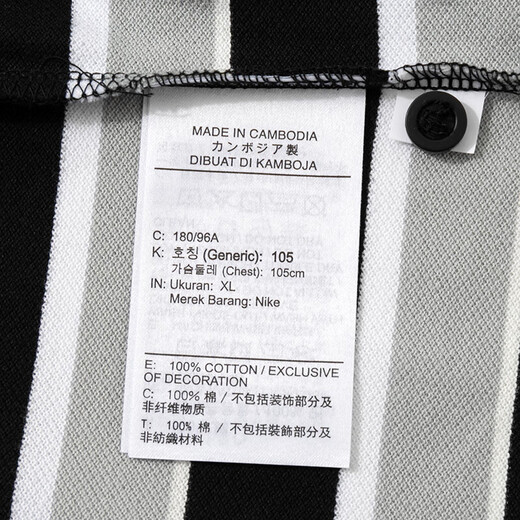 MADE IN CAMBODIA
カンボジア製
DIBUAT DI KAMBOJA
C: 180/96A
K: 호칭 (Generic): 105
가슴둘레 (Chest): 105cm
IN: Ukuran: XL
Merek Barang: Nike
E: 100% COTTON / EXCLUSIVE
OF DECORATION
C: 100% 棉 / 不包括装饰部分及
非纤维物质
T: 100% 棉 / 不包括裝飾部分及
非紡織材料